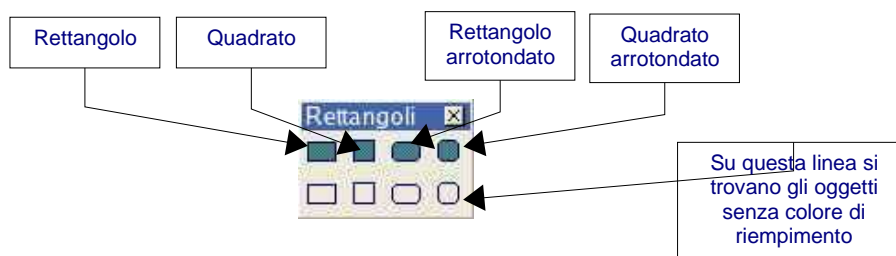 Rettangolo
Quadrato
Rettangolo
arrotondato
Quadrato
arrotondato
Rettangoli
Su questa linea si
trovano gli oggetti
senza colore di
riempimento